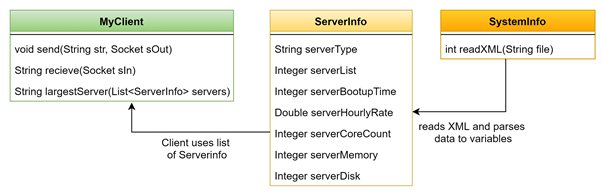 MyClient
void send(String str, Socket sOut)
String recieve(Socket sIn)
String largestServer(List<ServerInfo> servers)
Client uses list
of Serverinfo
ServerInfo
String serverType
Integer serverList
Integer serverBootupTime
Double serverHourlyRate
Integer serverCoreCount
Integer serverMemory
Integer serverDisk
SystemInfo
int readXML(String file)
reads XML and parses
data to variables